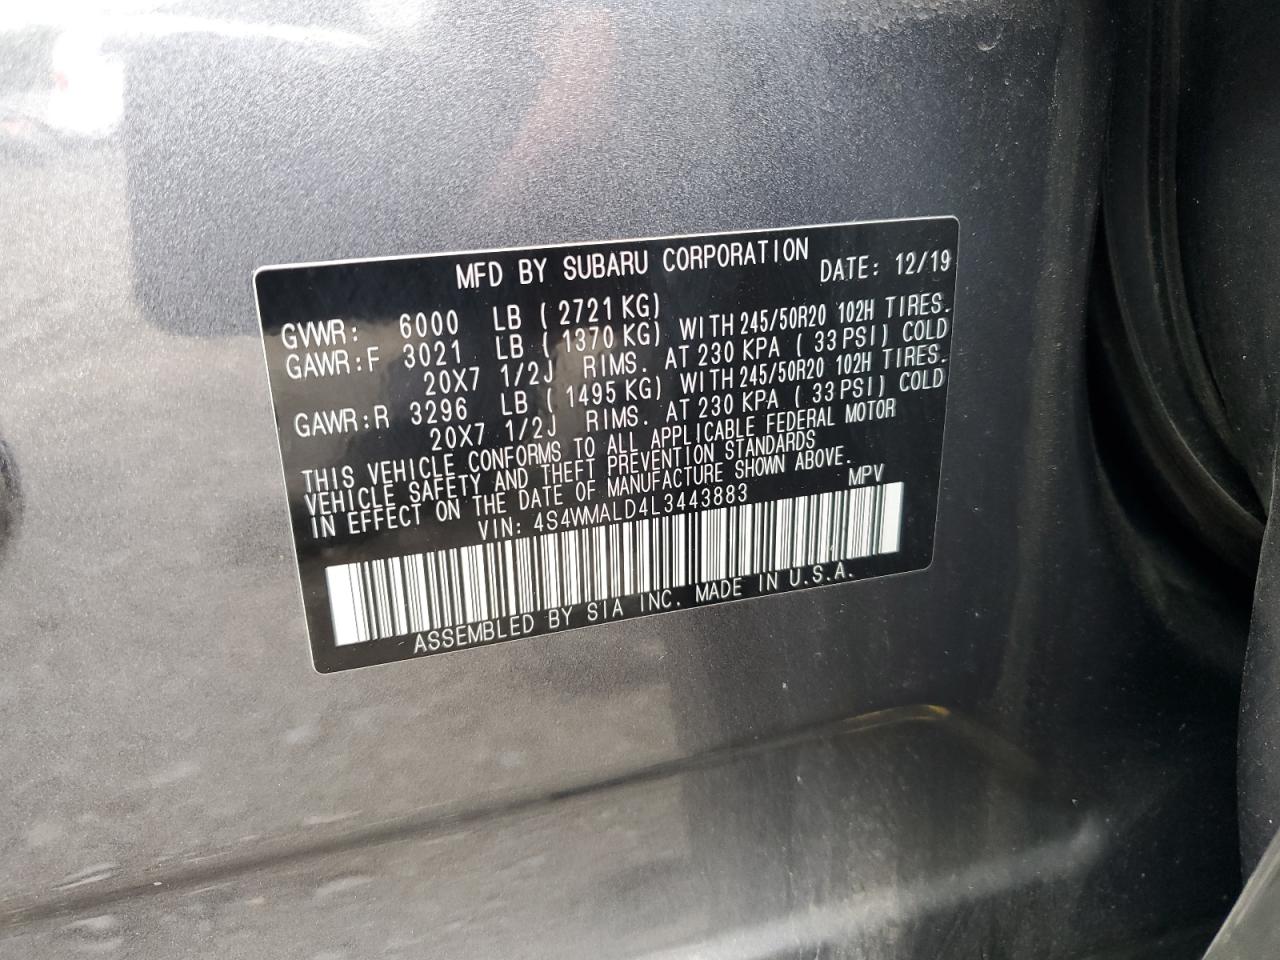 MFD BY SUBARU CORPORATION DATE: 12/19
GVWR: 6000 LB ( 2721 KG)
GAWR:F 3021 LB ( 1370 KG) WITH 245/50R20 102H TIRES.
20X7 1/2J RIMS. AT 230 KPA ( 33 PSI) COLD
GAWR:R 3296 LB ( 1495 KG) WITH 245/50R20 102H TIRES.
20X7 1/2J RIMS. AT 230 KPA ( 33 PSI) COLD
THIS VEHICLE CONFORMS TO ALL APPLICABLE FEDERAL MOTOR
VEHICLE SAFETY AND THEFT PREVENTION STANDARDS
IN EFFECT ON THE DATE OF MANUFACTURE SHOWN ABOVE.
VIN: 4S4WMALD4L3443883 MPV
ASSEMBLED BY SIA INC. MADE IN U.S.A.